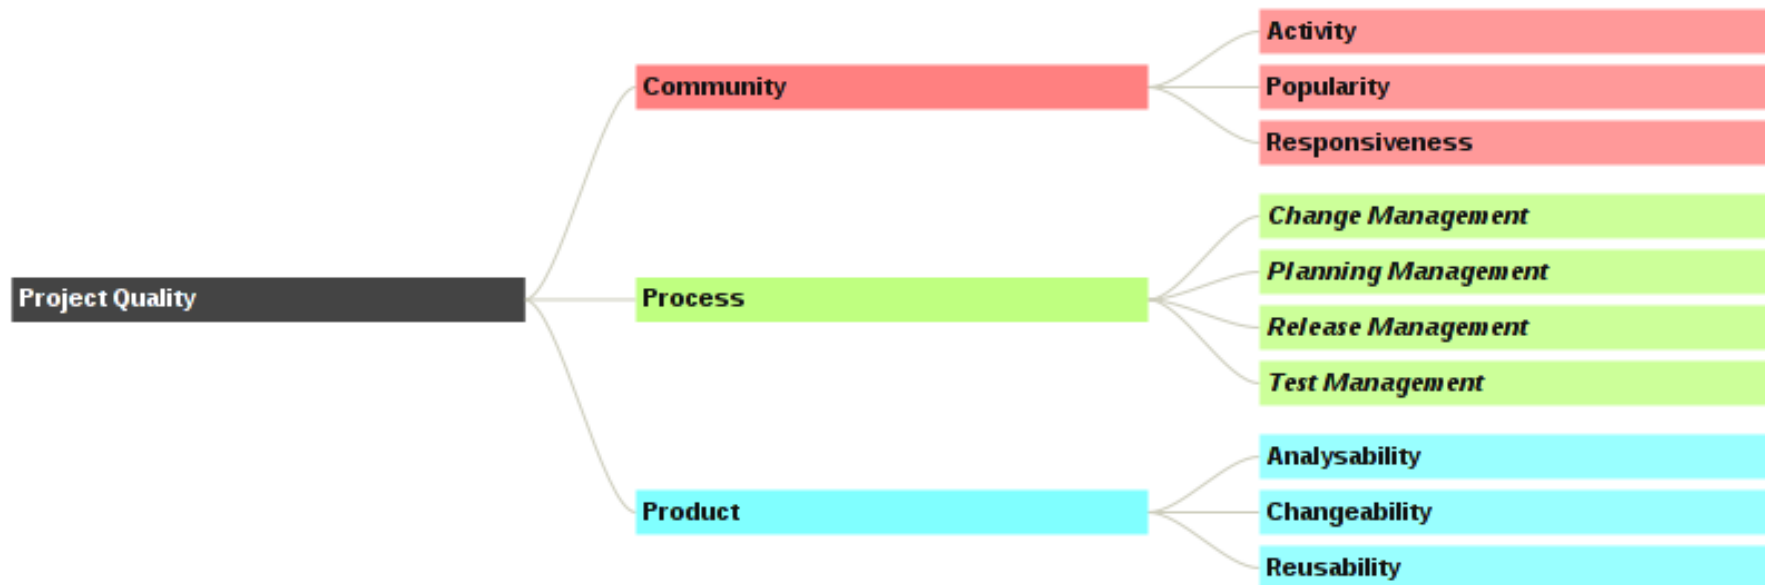 Project Quality
Community
Activity
Popularity
Responsiveness
Process
Change Management
Planning Management
Release Management
Test Management
Product
Analysability
Changeability
Reusability